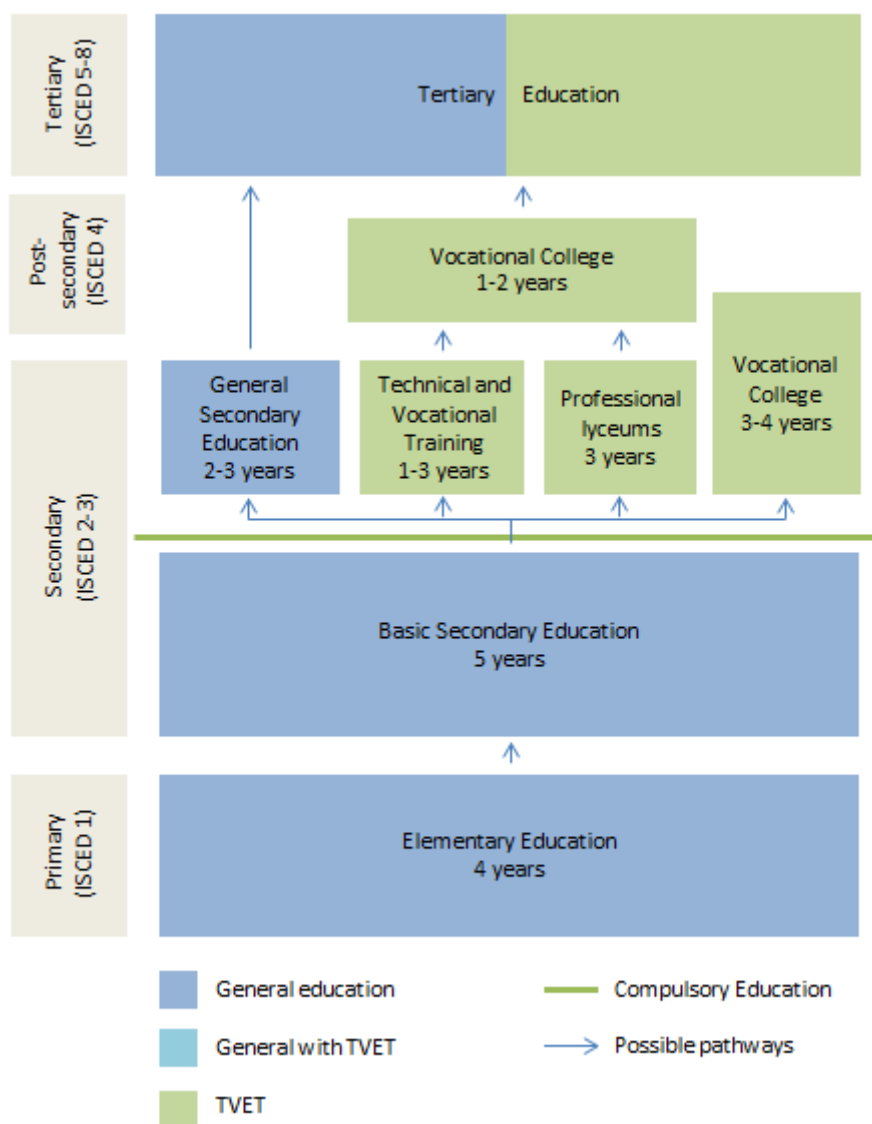 Tertiary
(ISCED 5-8)
Tertiary Education
Post-
secondary
(ISCED 4)
Vocational College
1-2 years
Secondary
(ISCED 2-3)
General
Secondary
Education
2-3 years
Technical and
Vocational
Training
1-3 years
Professional
lyceums
3 years
Vocational
College
3-4 years
Basic Secondary Education
5 years
Primary
(ISCED 1)
Elementary Education
4 years
General education
Compulsory Education
General with TVET
Possible pathways
TVET